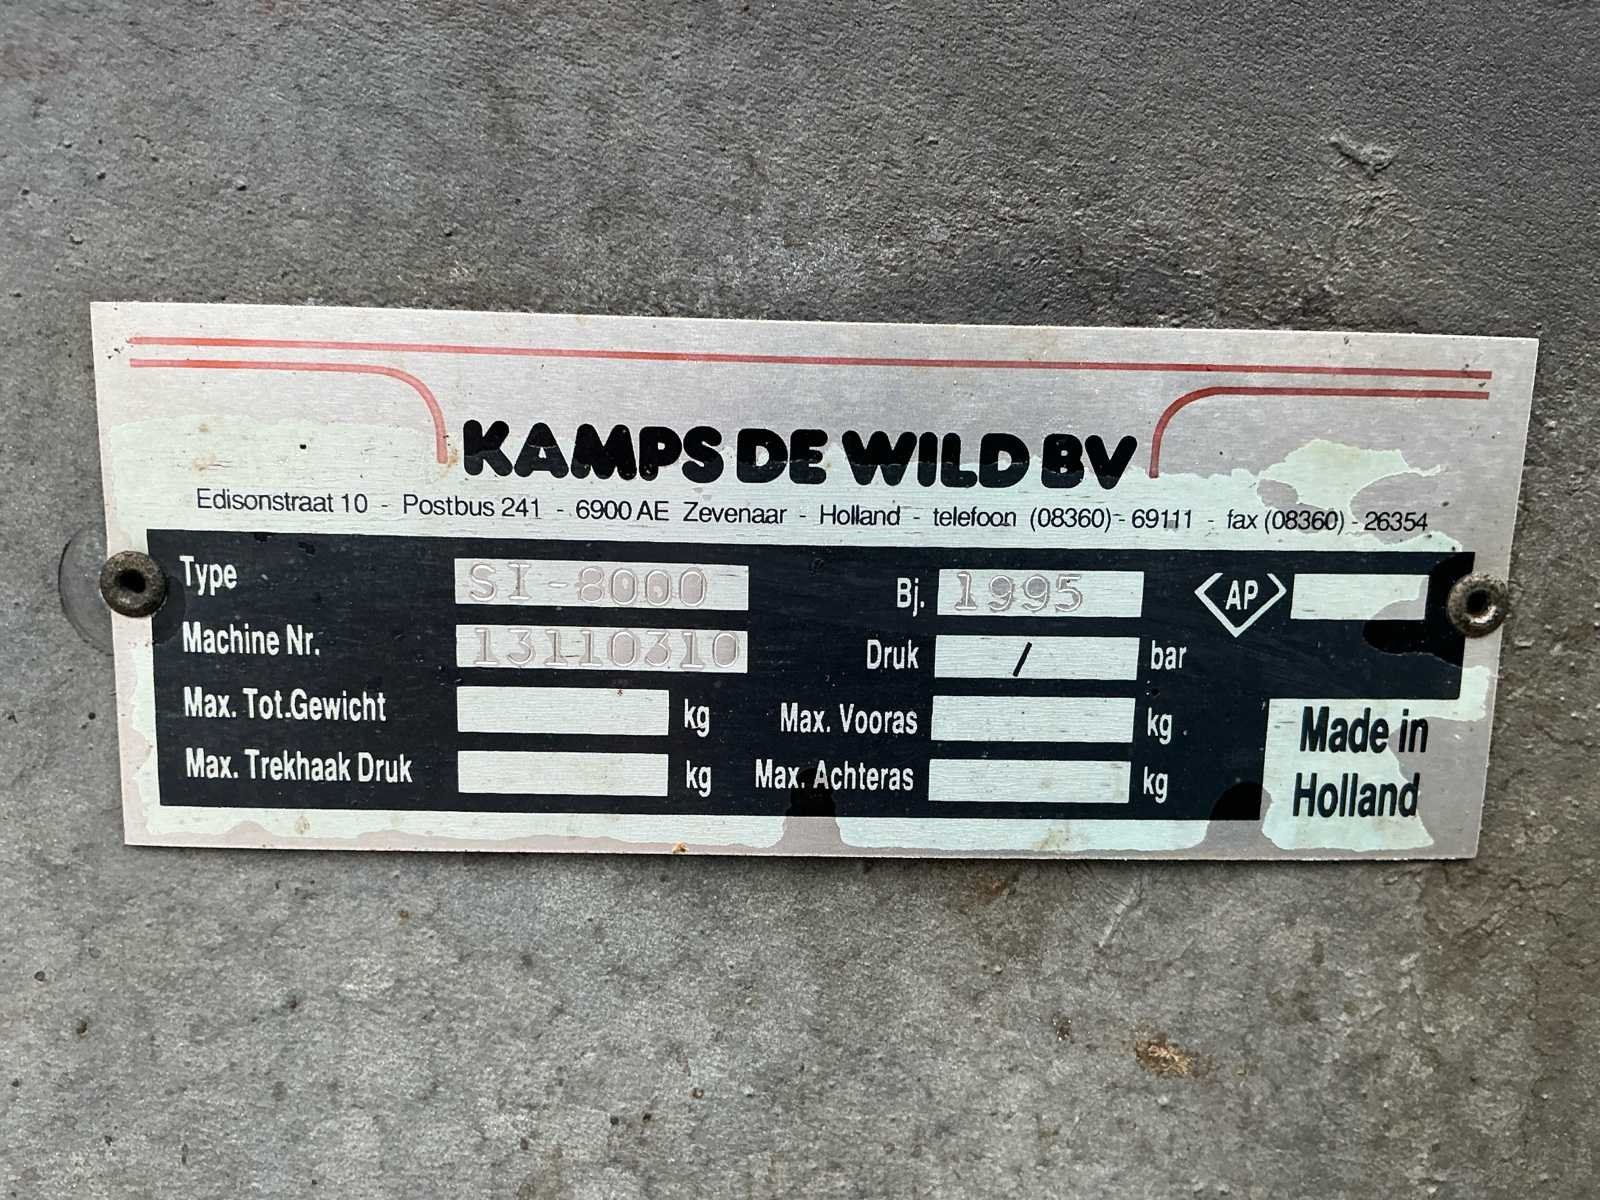 KAMPS DE WILD BV
Edisonstraat 10 - Postbus 241 - 6900 AE Zevenaar - Holland - telefoon (08360) - 69111 - fax (08360) - 26354
Type SI-8000 Bj. 1995 AP
Machine Nr. 13110310 Druk / bar
Max. Tot.Gewicht kg Max. Vooras kg
Max. Trekhaak Druk kg Max. Achteras kg
Made in
Holland